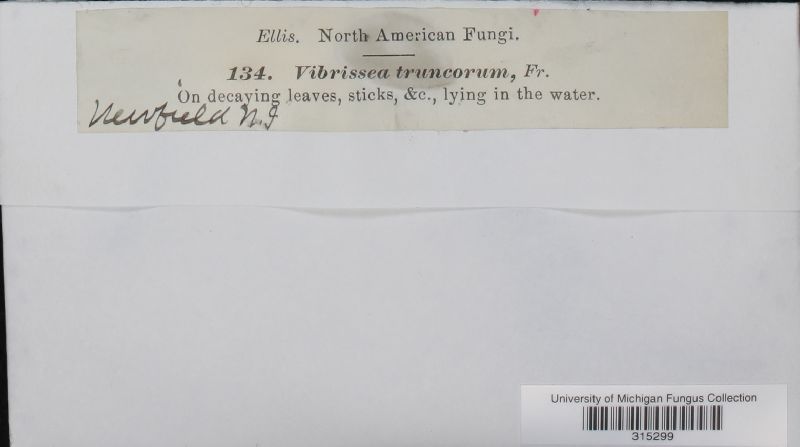 Ellis. North American Fungi.
134. Vibrissea truncorum, Fr.
On decaying leaves, sticks, &c., lying in the water.
Newfield N.J
University of Michigan Fungus Collection
315299